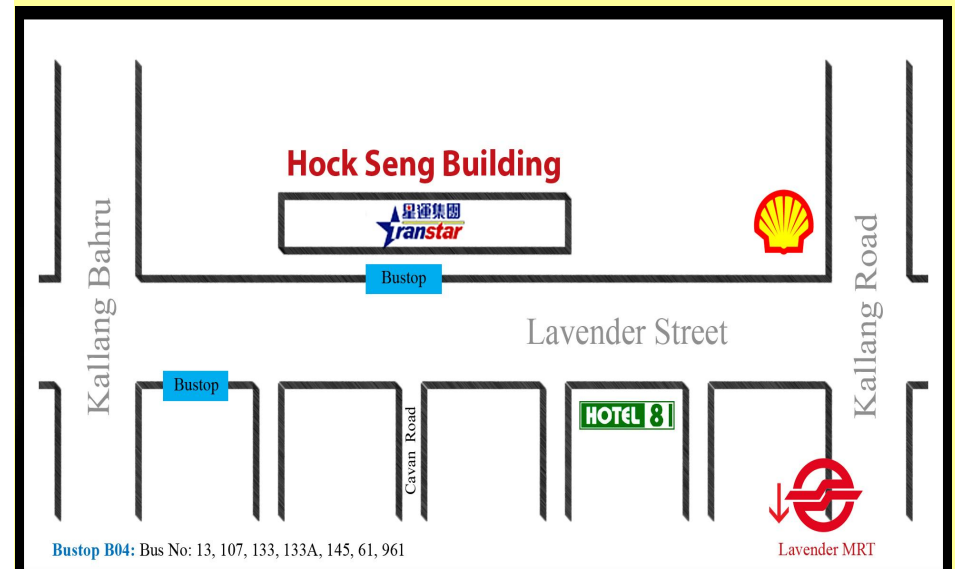 Hock Seng Building
星運集團
Transtar
Bustop
Kallang Bahru
Kallang Road
Lavender Street
Bustop
Cavan Road
HOTEL 81
Bustop B04: Bus No: 13, 107, 133, 133A, 145, 61, 961
Lavender MRT